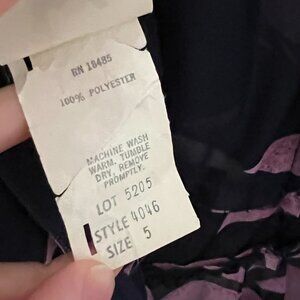 RN 18485
100% POLYESTER
MACHINE WASH
WARM. TUMBLE
DRY. REMOVE
PROMPTLY.
LOT 5205
STYLE 4046
SIZE 5